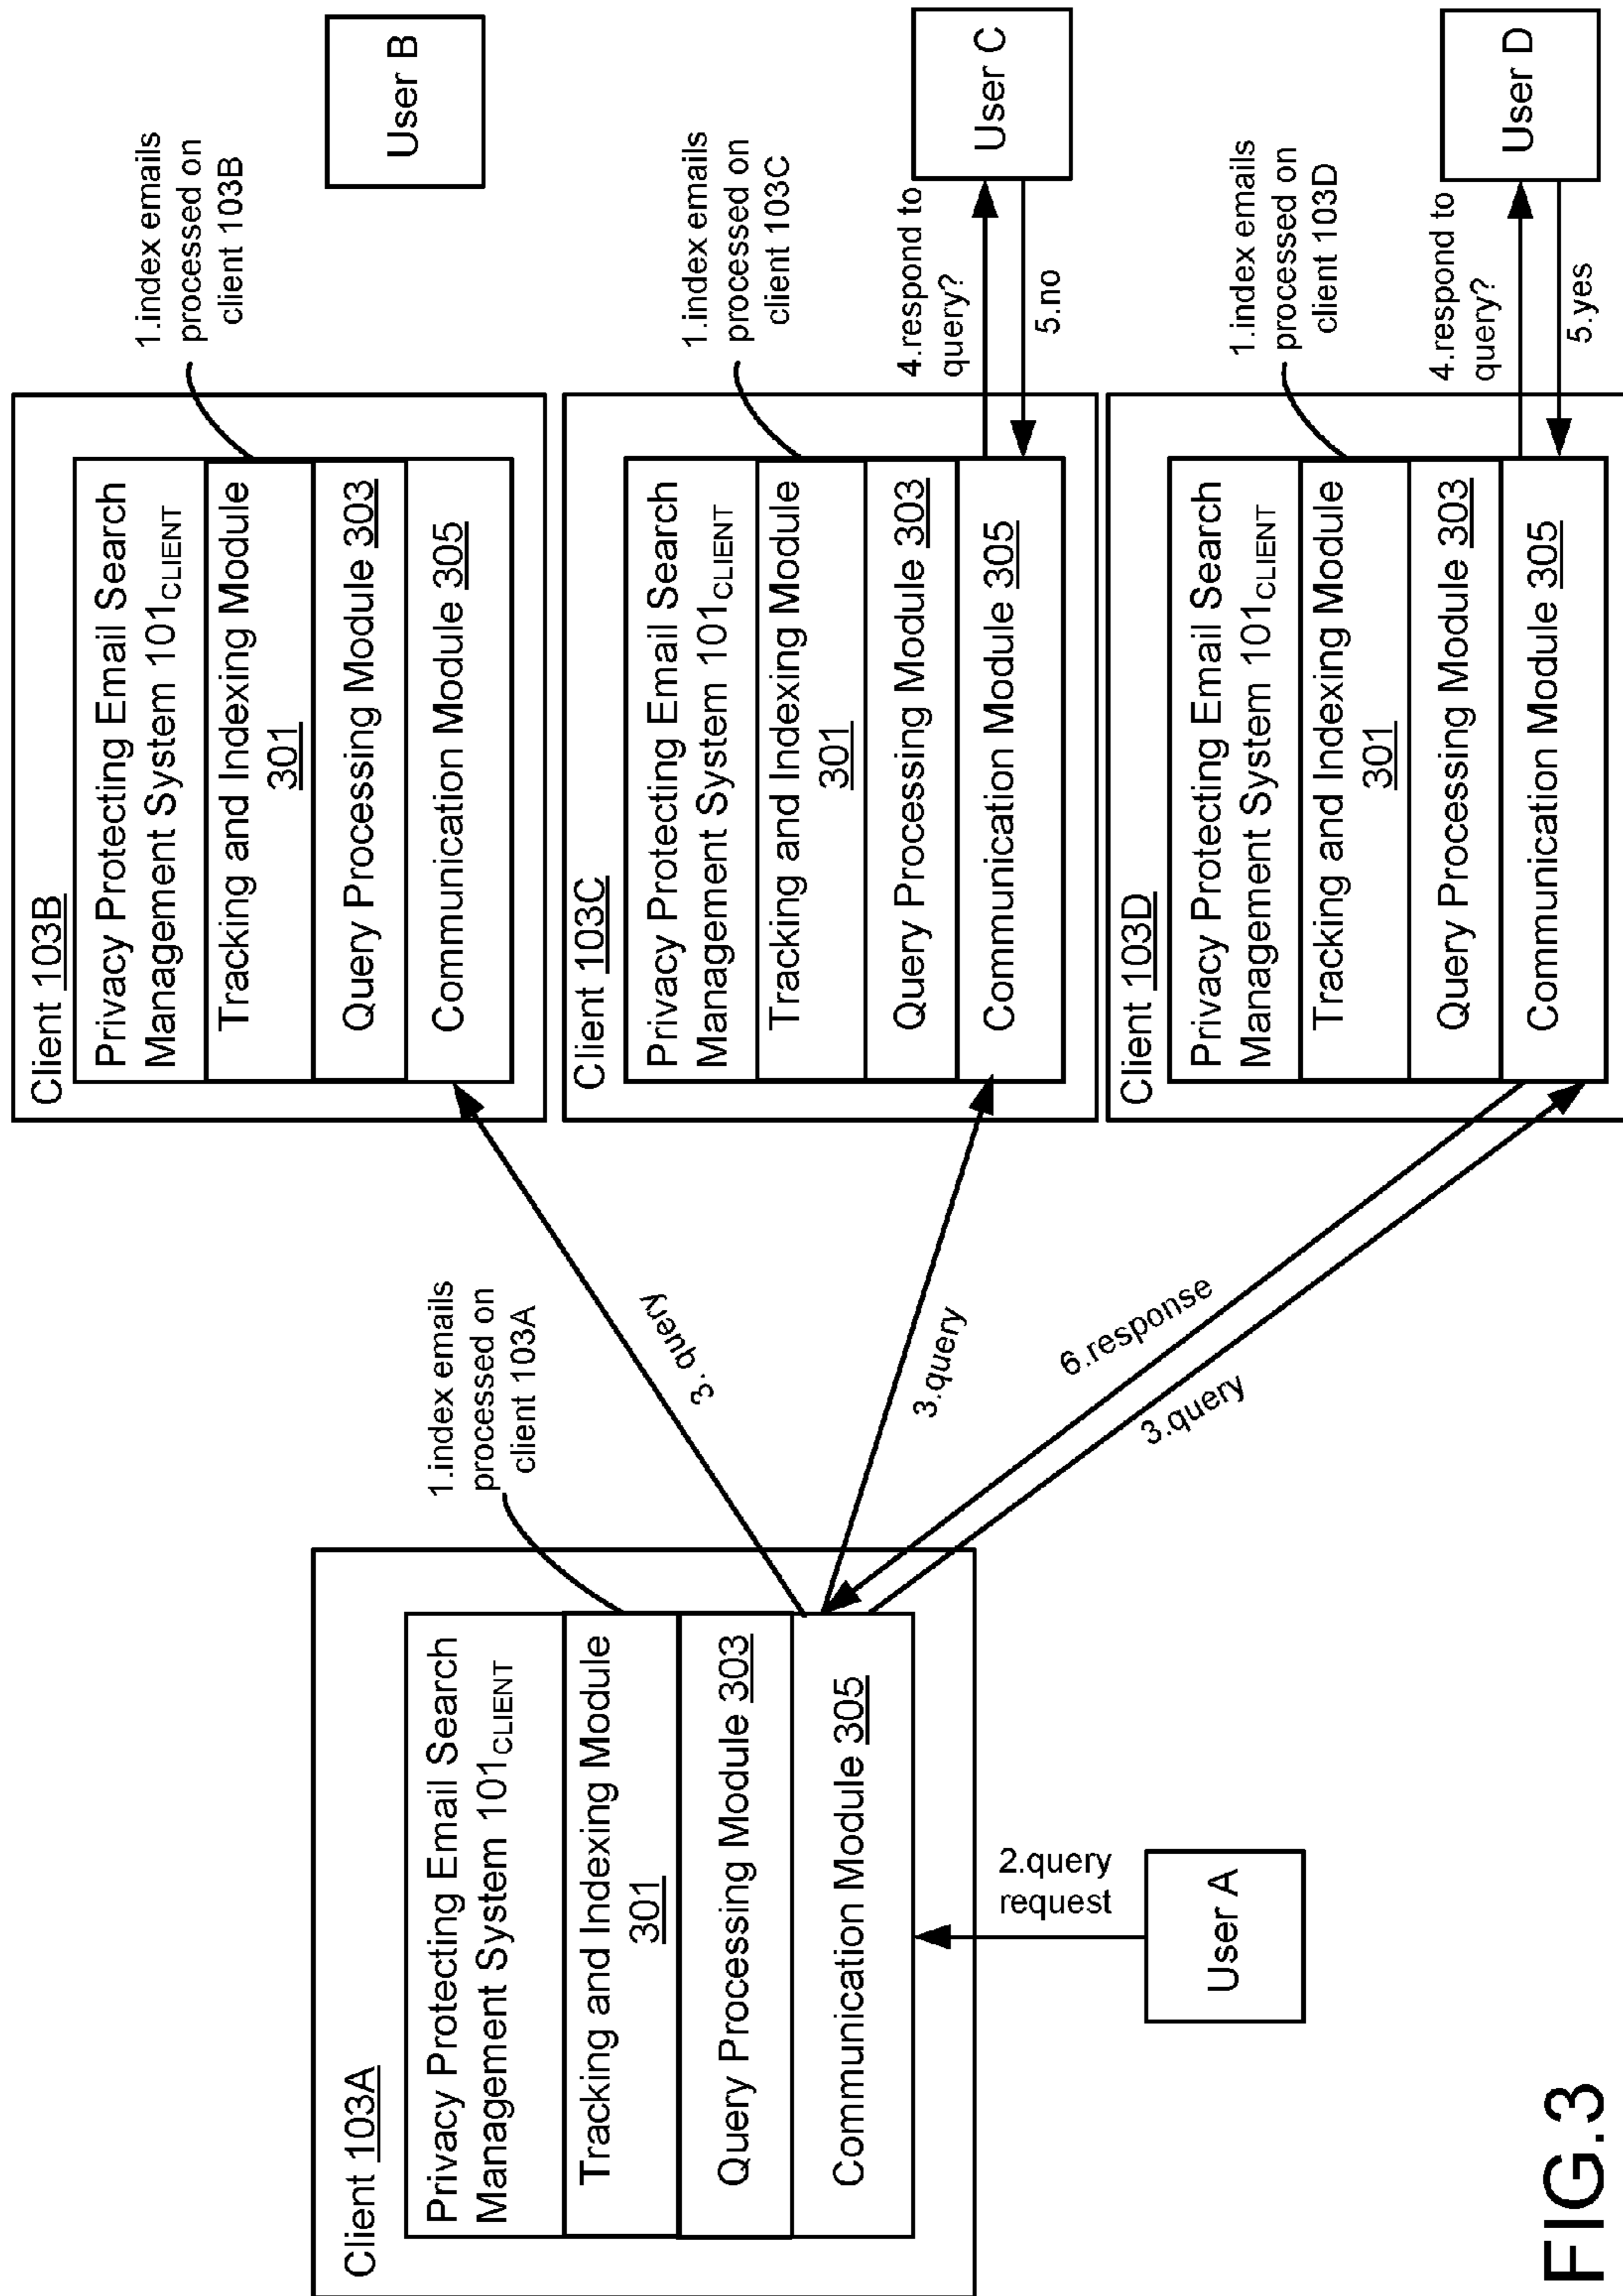 Client 103A
Privacy Protecting Email Search
Management System 101CLIENT
Tracking and Indexing Module
301
Query Processing Module 303
Communication Module 305
1.index emails
processed on
client 103A
2.query
request
User A
3.query
3.query
6.response
3.query
Client 103B
Privacy Protecting Email Search
Management System 101CLIENT
Tracking and Indexing Module
301
Query Processing Module 303
Communication Module 305
1.index emails
processed on
client 103B
User B
Client 103C
Privacy Protecting Email Search
Management System 101CLIENT
Tracking and Indexing Module
301
Query Processing Module 303
Communication Module 305
1.index emails
processed on
client 103C
4.respond to
query?
5.no
User C
Client 103D
Privacy Protecting Email Search
Management System 101CLIENT
Tracking and Indexing Module
301
Query Processing Module 303
Communication Module 305
1.index emails
processed on
client 103D
4.respond to
query?
5.yes
User D
FIG.3